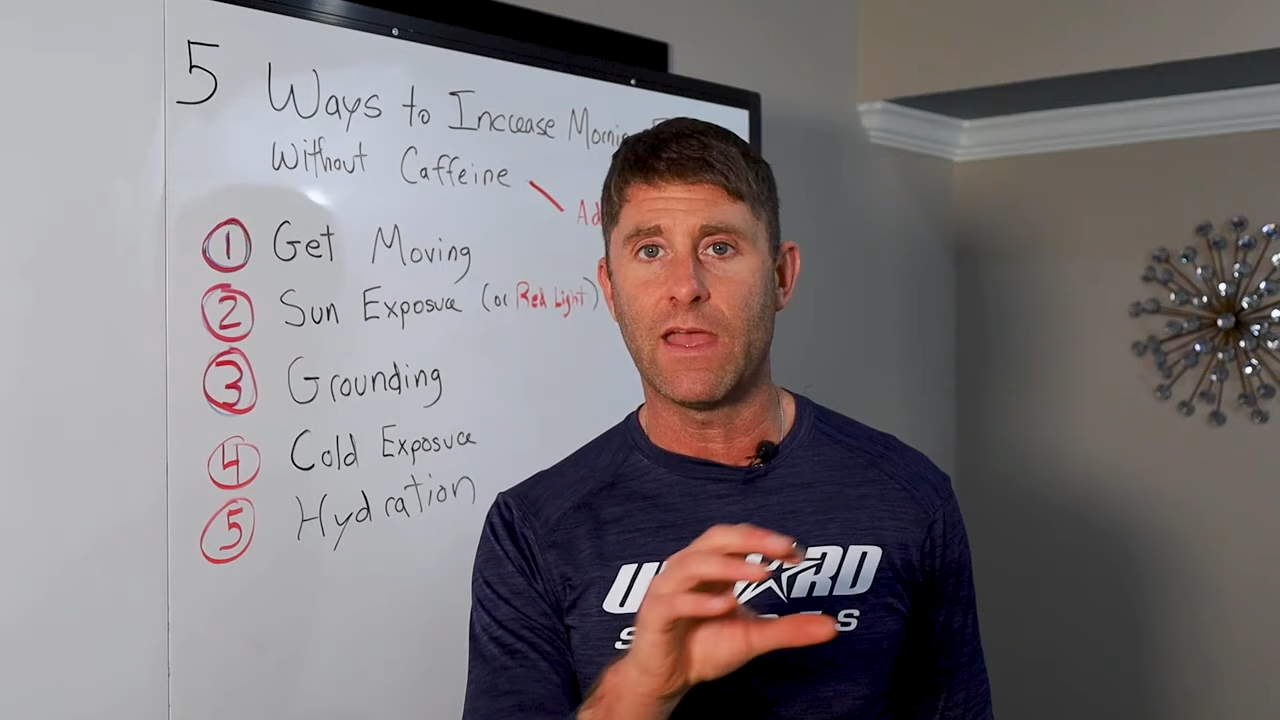 5 Ways to Increase
Without Caffeine
1 Get Moving
2 Sun Exposure (or Red Light)
3 Grounding
4 Cold Exposure
5 Hydration